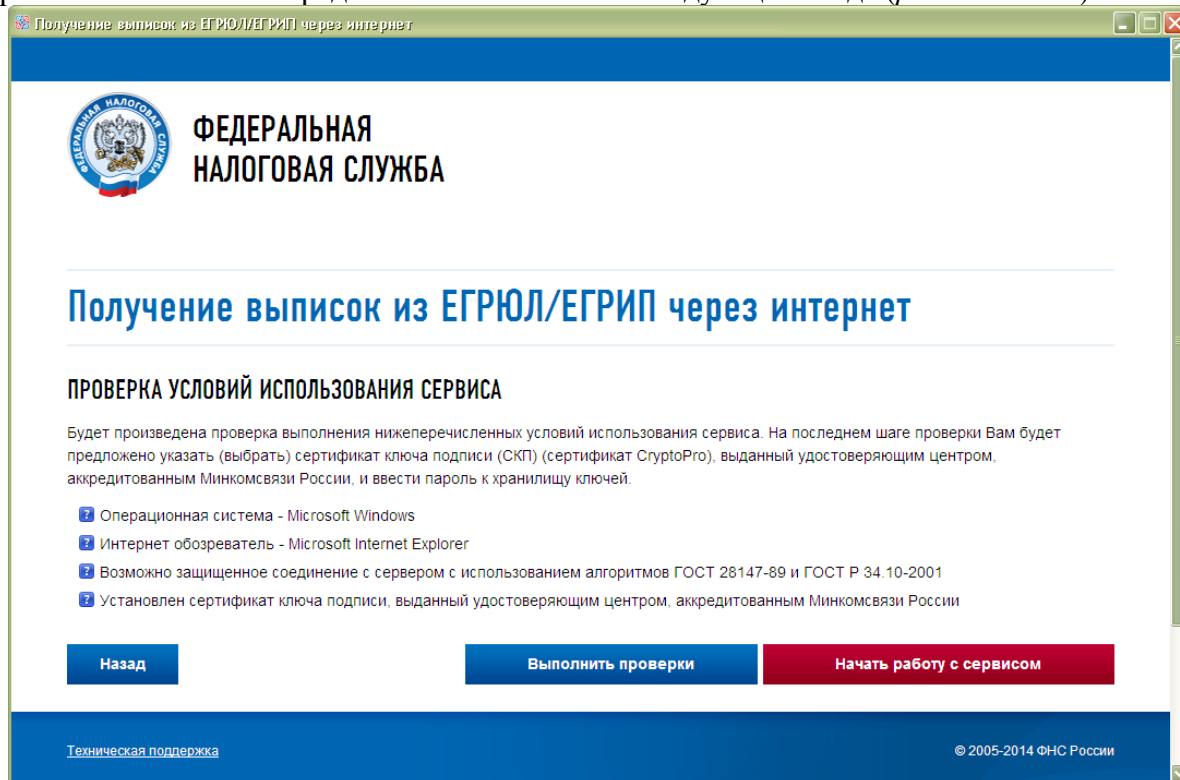 Получение выписок из ЕГРЮЛ/ЕГРИП через интернет
ФЕДЕРАЛЬНАЯ НАЛОГОВАЯ СЛУЖБА
ФЕДЕРАЛЬНАЯ
НАЛОГОВАЯ СЛУЖБА
Получение выписок из ЕГРЮЛ/ЕГРИП через интернет
ПРОВЕРКА УСЛОВИЙ ИСПОЛЬЗОВАНИЯ СЕРВИСА
Будет произведена проверка выполнения нижеперечисленных условий использования сервиса. На последнем шаге проверки Вам будет
предложено указать (выбрать) сертификат ключа подписи (СКП) (сертификат CryptoPro), выданный удостоверяющим центром,
аккредитованным Минкомсвязи России, и ввести пароль к хранилищу ключей.
? Операционная система - Microsoft Windows
? Интернет обозреватель - Microsoft Internet Explorer
? Возможно защищенное соединение с сервером с использованием алгоритмов ГОСТ 28147-89 и ГОСТ Р 34.10-2001
? Установлен сертификат ключа подписи, выданный удостоверяющим центром, аккредитованным Минкомсвязи России
Назад
Выполнить проверки
Начать работу с сервисом
Техническая поддержка
© 2005-2014 ФНС России